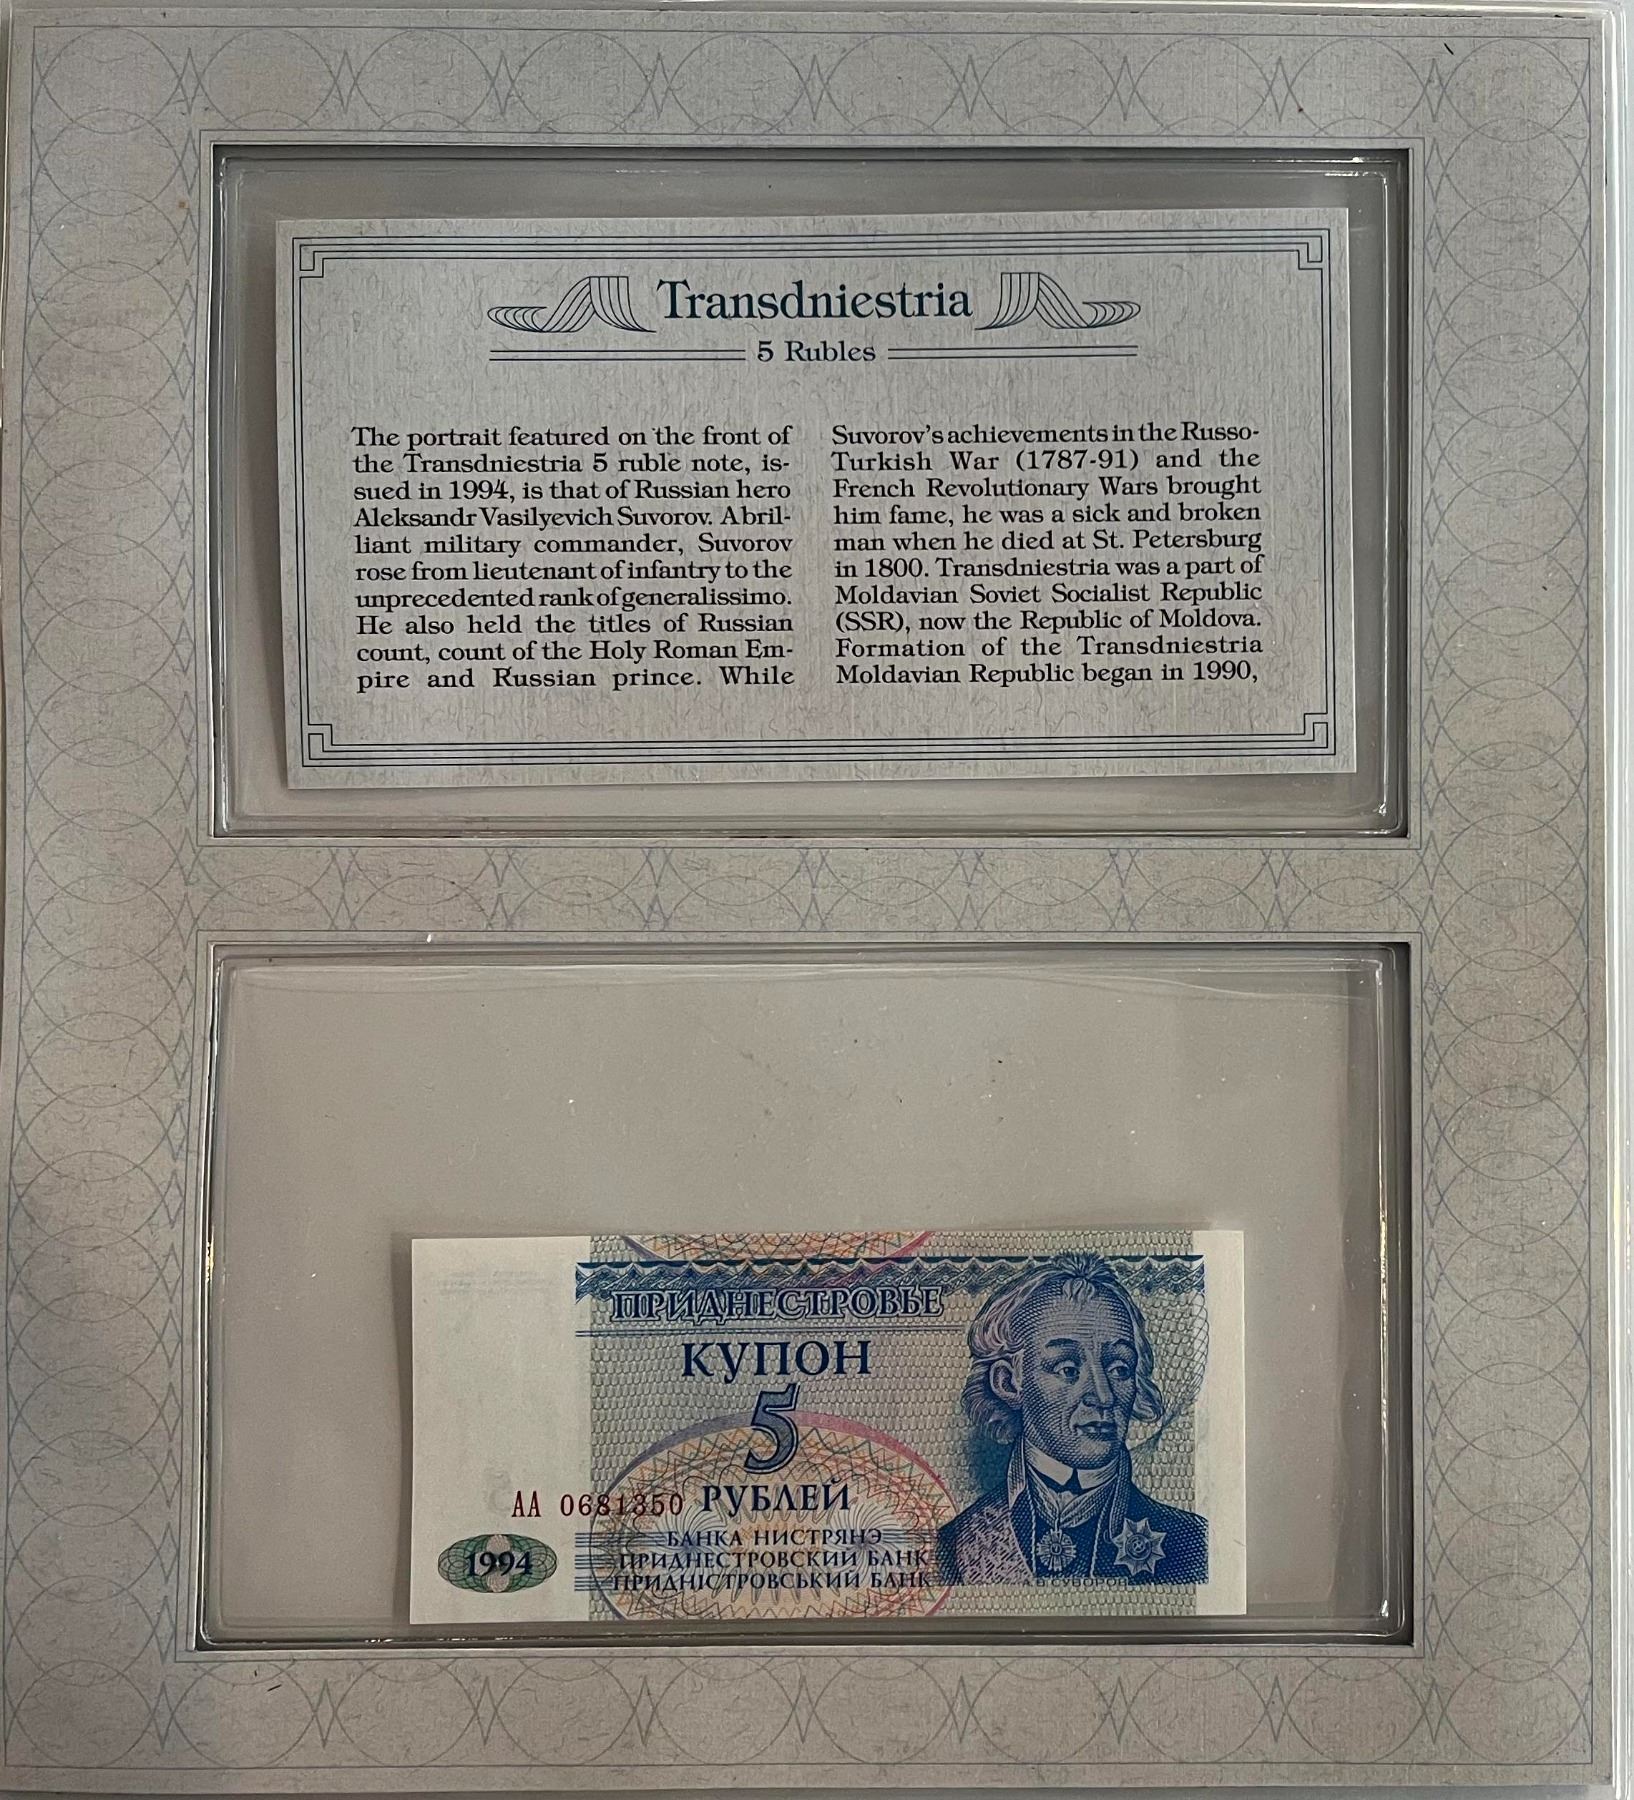 Transdniestria
5 Rubles
The portrait featured on the front of
the Transdniestria 5 ruble note, is-
sued in 1994, is that of Russian hero
Aleksandr Vasilyevich Suvorov. A bril-
liant military commander, Suvorov
rose from lieutenant of infantry to the
unprecedented rank of generalissimo.
He also held the titles of Russian
count, count of the Holy Roman Em-
pire and Russian prince. While
Suvorov's achievements in the Russo-
Turkish War (1787-91) and the
French Revolutionary Wars brought
him fame, he was a sick and broken
man when he died at St. Petersburg
in 1800. Transdniestria was a part of
Moldavian Soviet Socialist Republic
(SSR), now the Republic of Moldova.
Formation of the Transdniestria
Moldavian Republic began in 1990,
ПРИДНЕСТРОВЬЕ
КУПОН
5
АА 0681350 РУБЛЕЙ
БАНКА НИСТРЯНЭ
1994 ПРИДНЕСТРОВСКИЙ БАНК
ПРИДНІСТРОВСЬКИЙ БАНК
А.В.СУВОРОВ